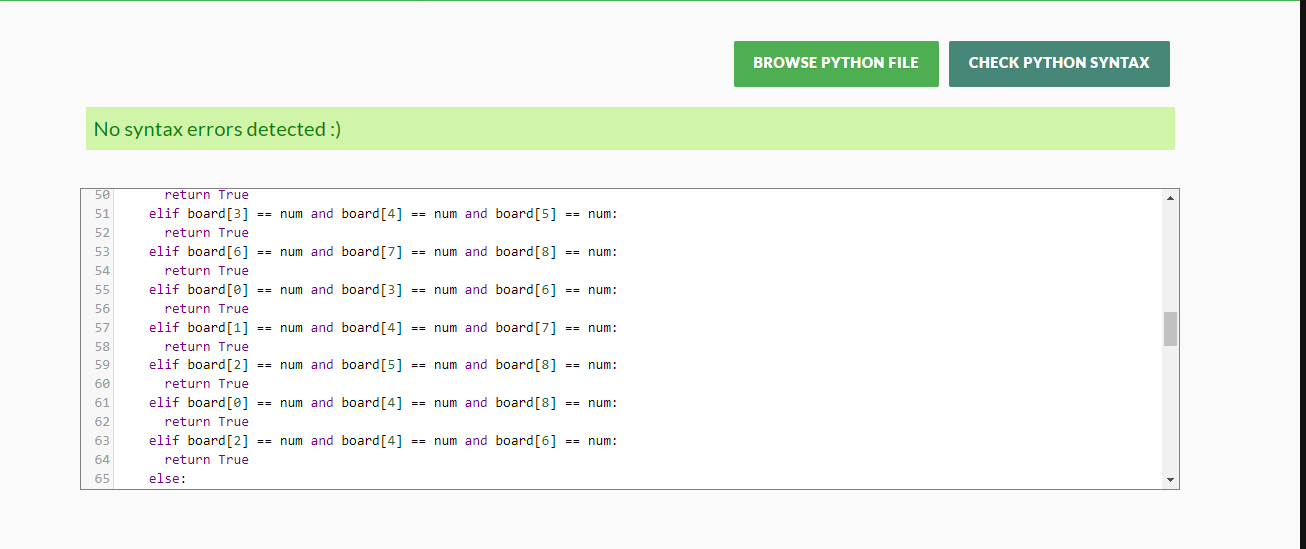 BROWSE PYTHON FILE CHECK PYTHON SYNTAX
No syntax errors detected :)
50 return True
51 elif board[3] == num and board[4] == num and board[5] == num:
52 return True
53 elif board[6] == num and board[7] == num and board[8] == num:
54 return True
55 elif board[0] == num and board[3] == num and board[6] == num:
56 return True
57 elif board[1] == num and board[4] == num and board[7] == num:
58 return True
59 elif board[2] == num and board[5] == num and board[8] == num:
60 return True
61 elif board[0] == num and board[4] == num and board[8] == num:
62 return True
63 elif board[2] == num and board[4] == num and board[6] == num:
64 return True
65 else: